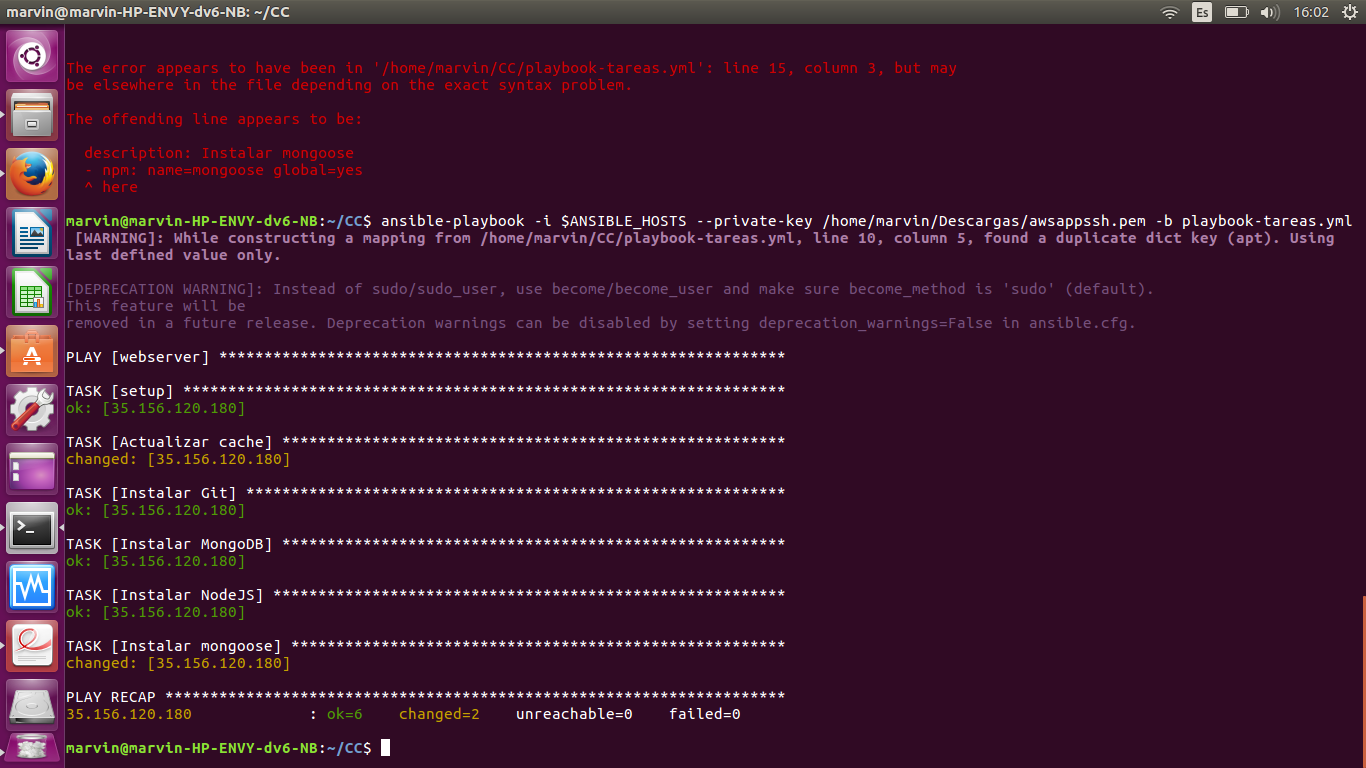 marvin@marvin-HP-ENVY-dv6-NB: ~/CC
Es
16:02
The error appears to have been in '/home/marvin/CC/playbook-tareas.yml': line 15, column 3, but may
be elsewhere in the file depending on the exact syntax problem.
The offending line appears to be:
description: Instalar mongoose
- npm: name=mongoose global=yes
^ here
marvin@marvin-HP-ENVY-dv6-NB:~/CC$ ansible-playbook -i $ANSIBLE_HOSTS --private-key /home/marvin/Descargas/awsappssh.pem -b playbook-tareas.yml
[WARNING]: While constructing a mapping from /home/marvin/CC/playbook-tareas.yml, line 10, column 5, found a duplicate dict key (apt). Using
last defined value only.
[DEPRECATION WARNING]: Instead of sudo/sudo_user, use become/become_user and make sure become_method is 'sudo' (default).
This feature will be
removed in a future release. Deprecation warnings can be disabled by setting deprecation_warnings=False in ansible.cfg.
PLAY [webserver] ***************************************************************
TASK [setup] *******************************************************************
ok: [35.156.120.180]
TASK [Actualizar cache] ********************************************************
changed: [35.156.120.180]
TASK [Instalar Git] ************************************************************
ok: [35.156.120.180]
TASK [Instalar MongoDB] ********************************************************
ok: [35.156.120.180]
TASK [Instalar NodeJS] *********************************************************
ok: [35.156.120.180]
TASK [Instalar mongoose] *******************************************************
changed: [35.156.120.180]
PLAY RECAP *********************************************************************
35.156.120.180             : ok=6    changed=2    unreachable=0    failed=0
marvin@marvin-HP-ENVY-dv6-NB:~/CC$